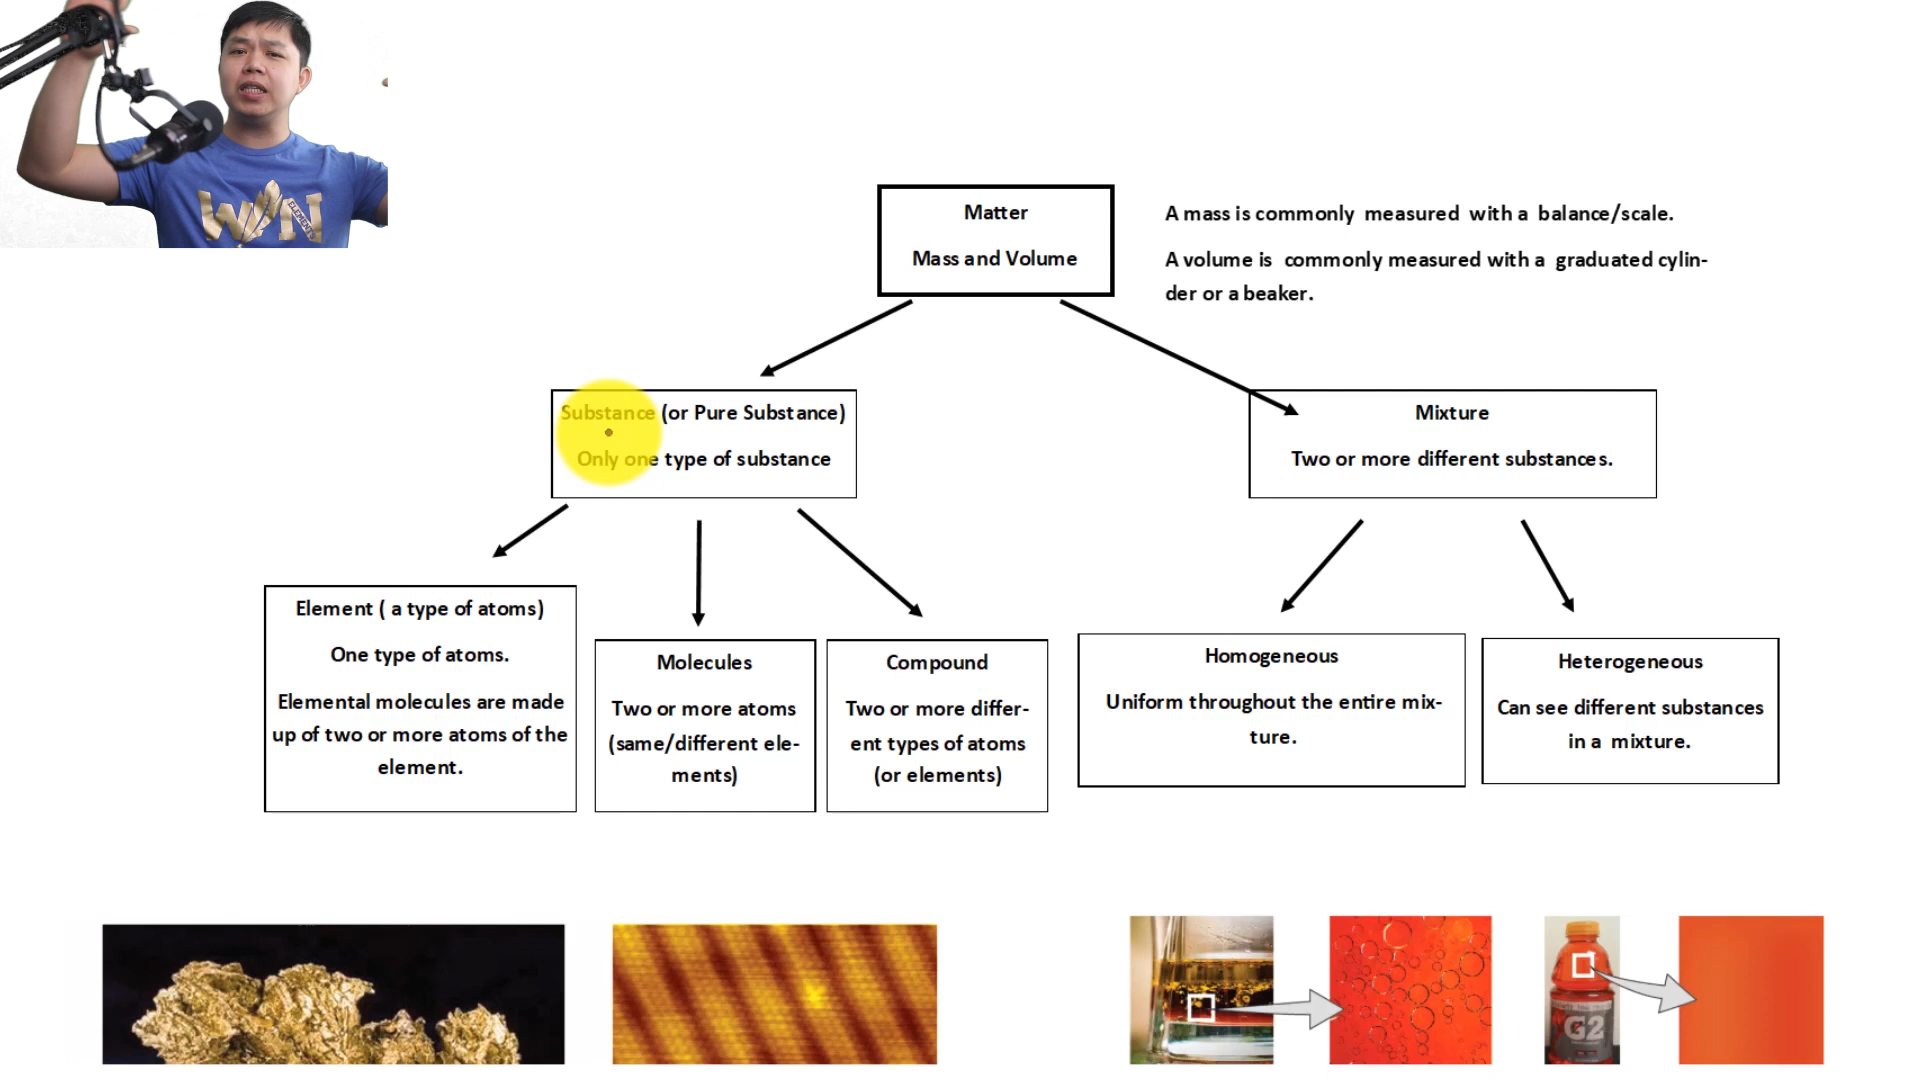 WIN
ELEMENT
Matter
Mass and Volume
A mass is commonly measured with a balance/scale.
A volume is commonly measured with a graduated cylin-
der or a beaker.
Substance (or Pure Substance)
Only one type of substance
Mixture
Two or more different substances.
Element ( a type of atoms)
One type of atoms.
Elemental molecules are made
up of two or more atoms of the
element.
Molecules
Two or more atoms
(same/different ele-
ments)
Compound
Two or more differ-
ent types of atoms
(or elements)
Homogeneous
Uniform throughout the entire mix-
ture.
Heterogeneous
Can see different substances
in a mixture.
G2